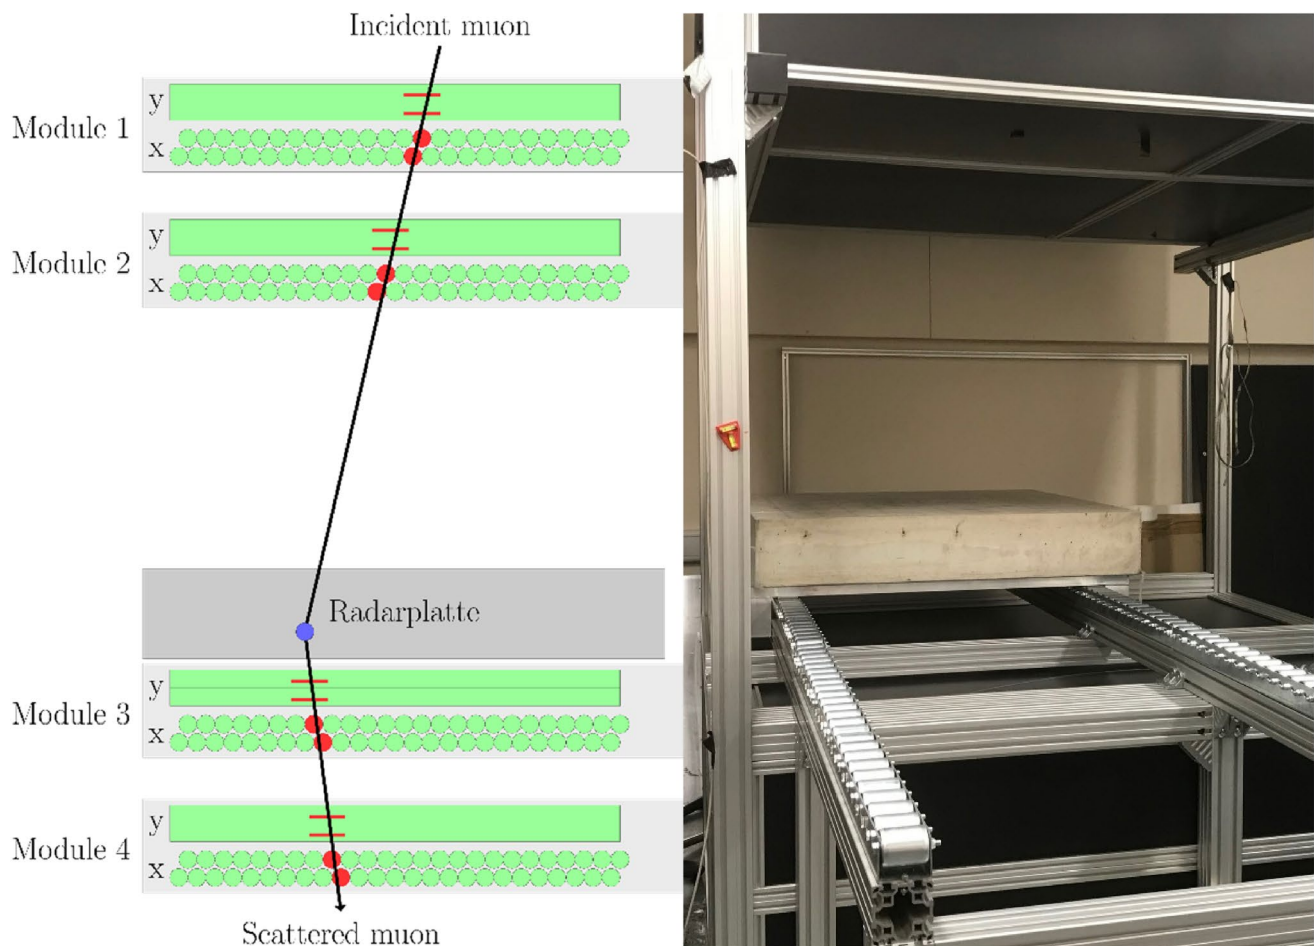 Incident muon
y
Module 1
x
y
Module 2
x
Radarplatte
y
Module 3
x
y
Module 4
x
Scattered muon